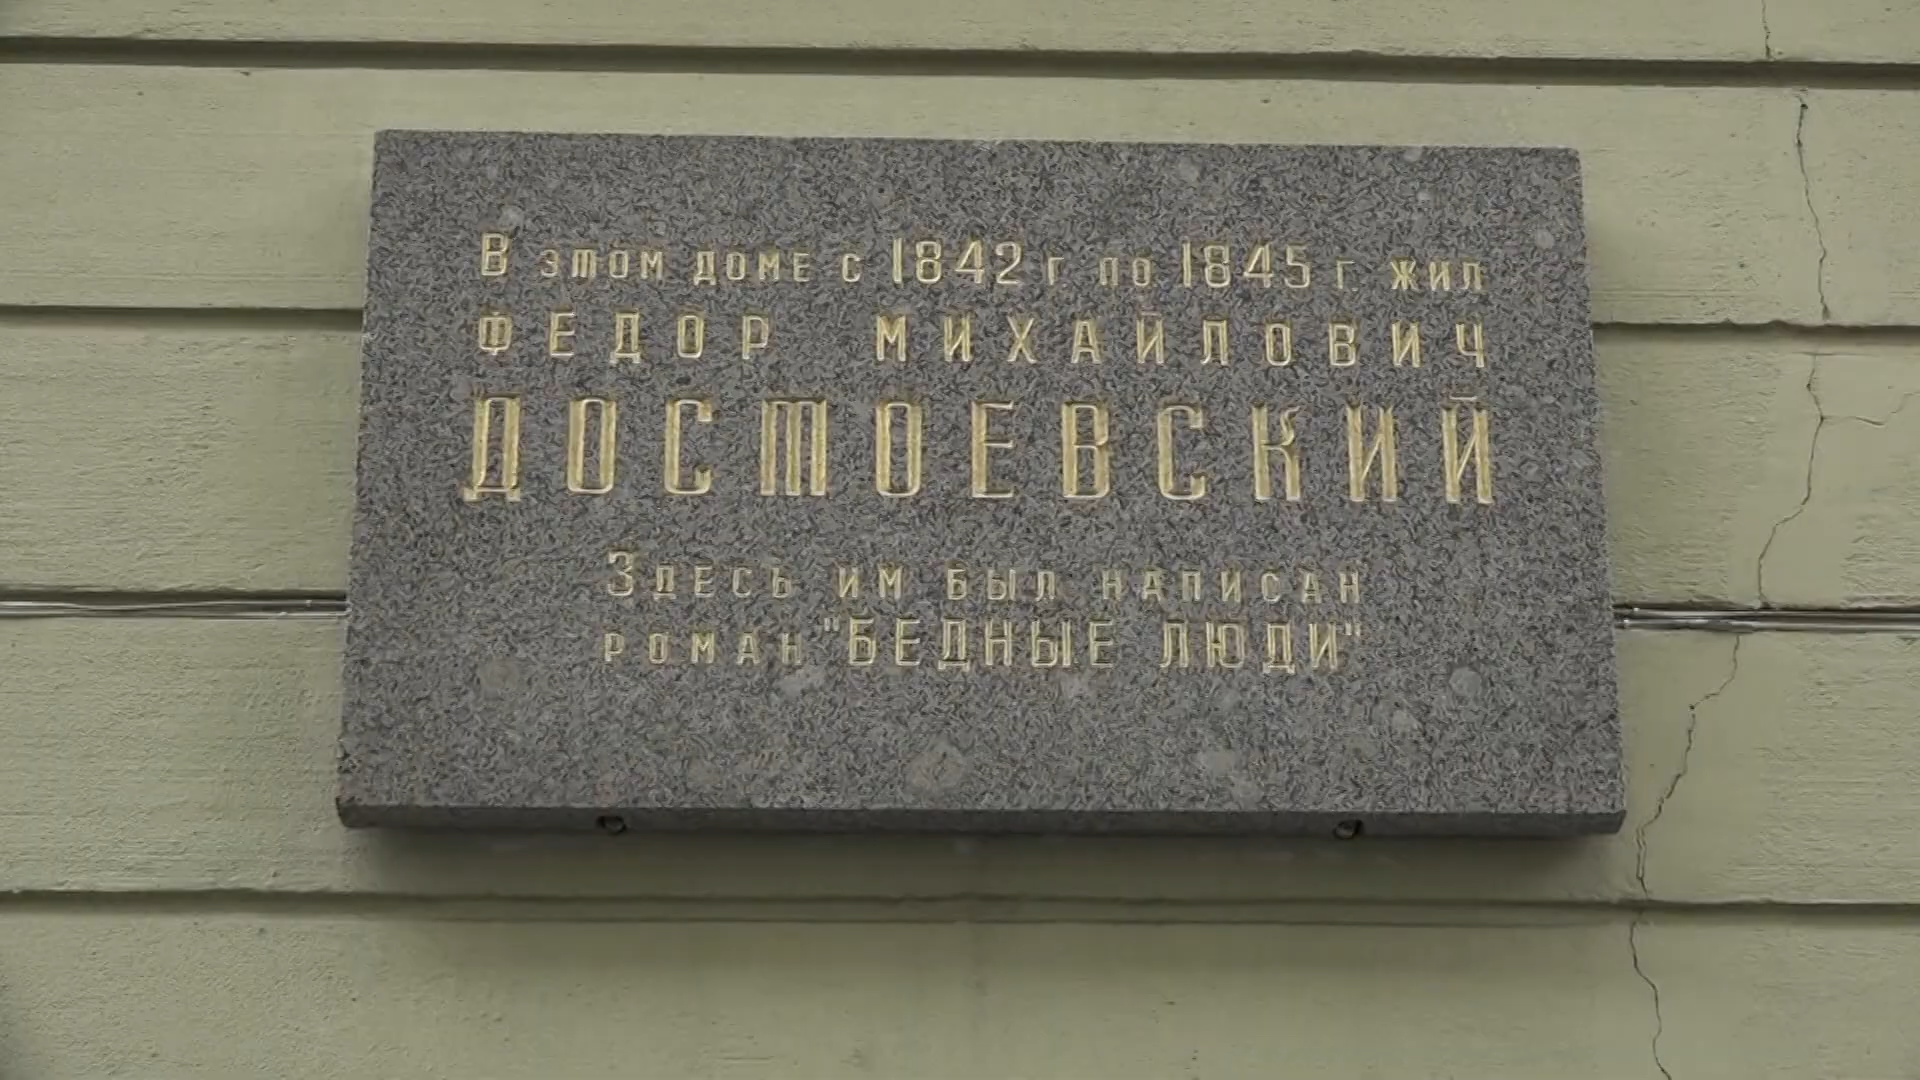 В этом доме с 1842 г. по 1845 г. жил
ФЕДОР МИХАЙЛОВИЧ
ДОСТОЕВСКИЙ
Здесь им был написан
роман "БЕДНЫЕ ЛЮДИ"